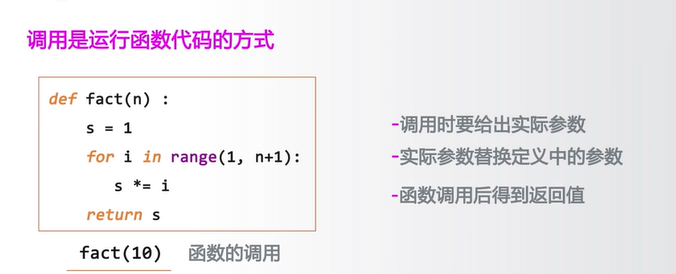 调用是运行函数代码的方式
def fact(n) :
    s = 1
    for i in range(1, n+1):
        s *= i
    return s
fact(10) 函数的调用
-调用时要给出实际参数
-实际参数替换定义中的参数
-函数调用后得到返回值